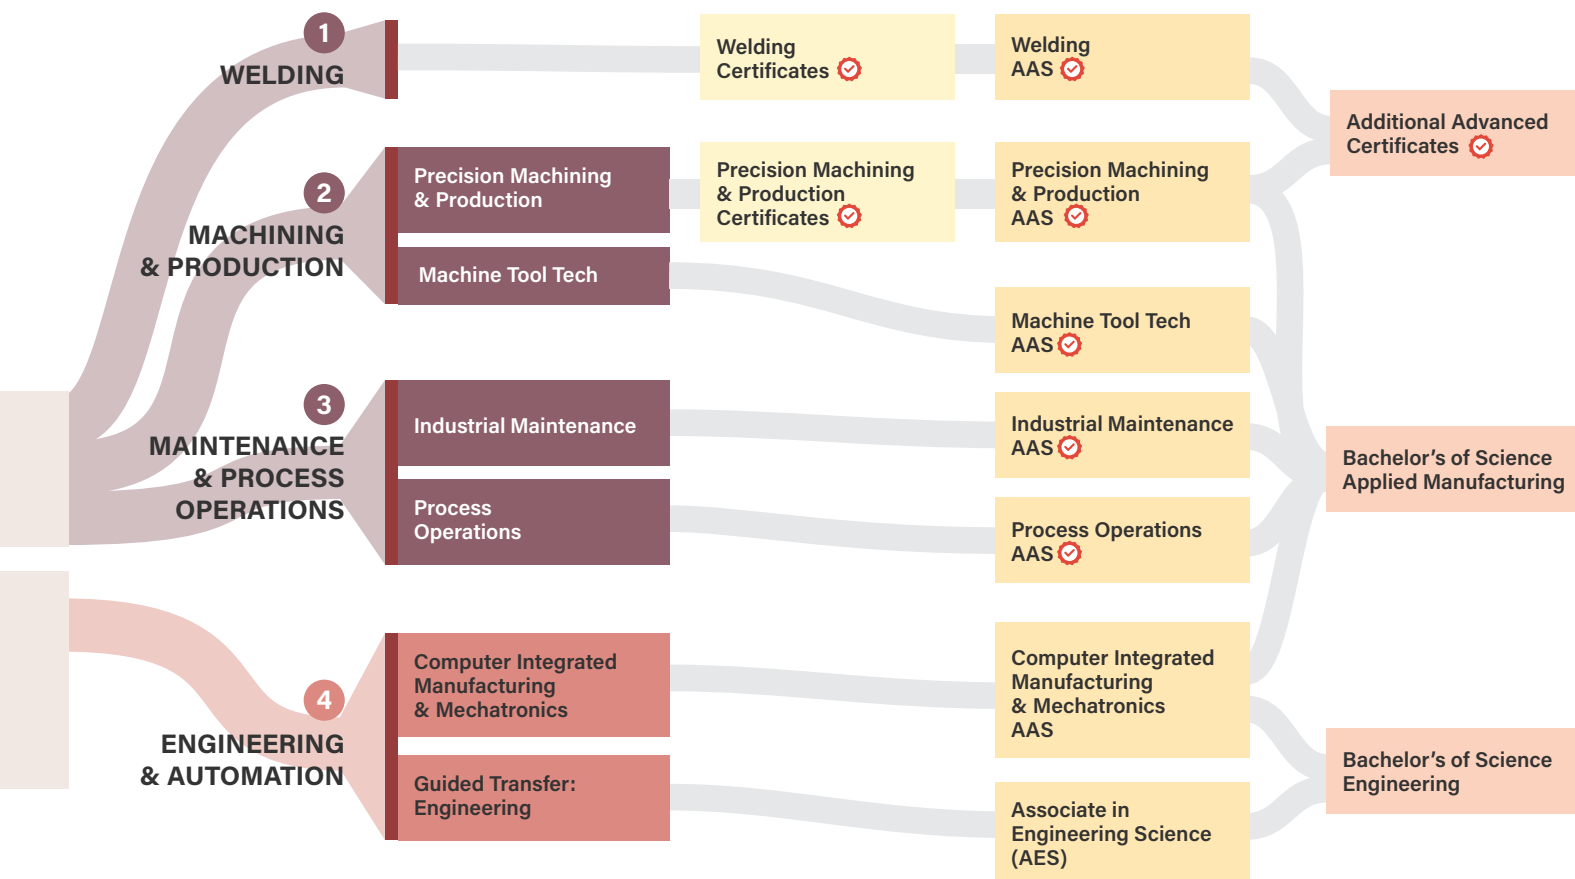 1
WELDING
Welding
Certificates
Welding
AAS
Additional Advanced
Certificates
2
MACHINING
& PRODUCTION
Precision Machining
& Production
Precision Machining
& Production
Certificates
Precision Machining
& Production
AAS
Machine Tool Tech
Machine Tool Tech
AAS
3
MAINTENANCE
& PROCESS
OPERATIONS
Industrial Maintenance
Industrial Maintenance
AAS
Process
Operations
Process Operations
AAS
Bachelor’s of Science
Applied Manufacturing
4
ENGINEERING
& AUTOMATION
Computer Integrated
Manufacturing
& Mechatronics
Computer Integrated
Manufacturing
& Mechatronics
AAS
Guided Transfer:
Engineering
Associate in
Engineering Science
(AES)
Bachelor’s of Science
Engineering